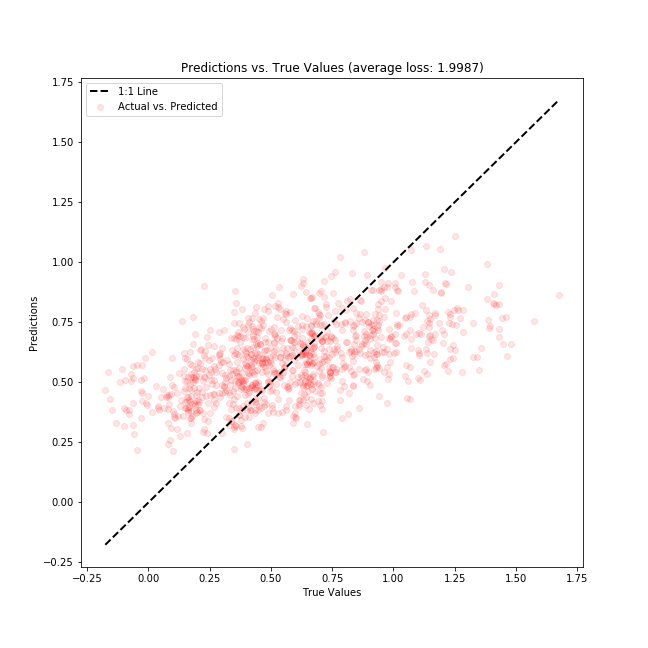 Predictions vs. True Values (average loss: 1.9987)
1.75
1:1 Line
Actual vs. Predicted
1.50
1.25
1.00
0.75
0.50
0.25
0.00
−0.25
Predictions
−0.25 0.00 0.25 0.50 0.75 1.00 1.25 1.50 1.75
True Values